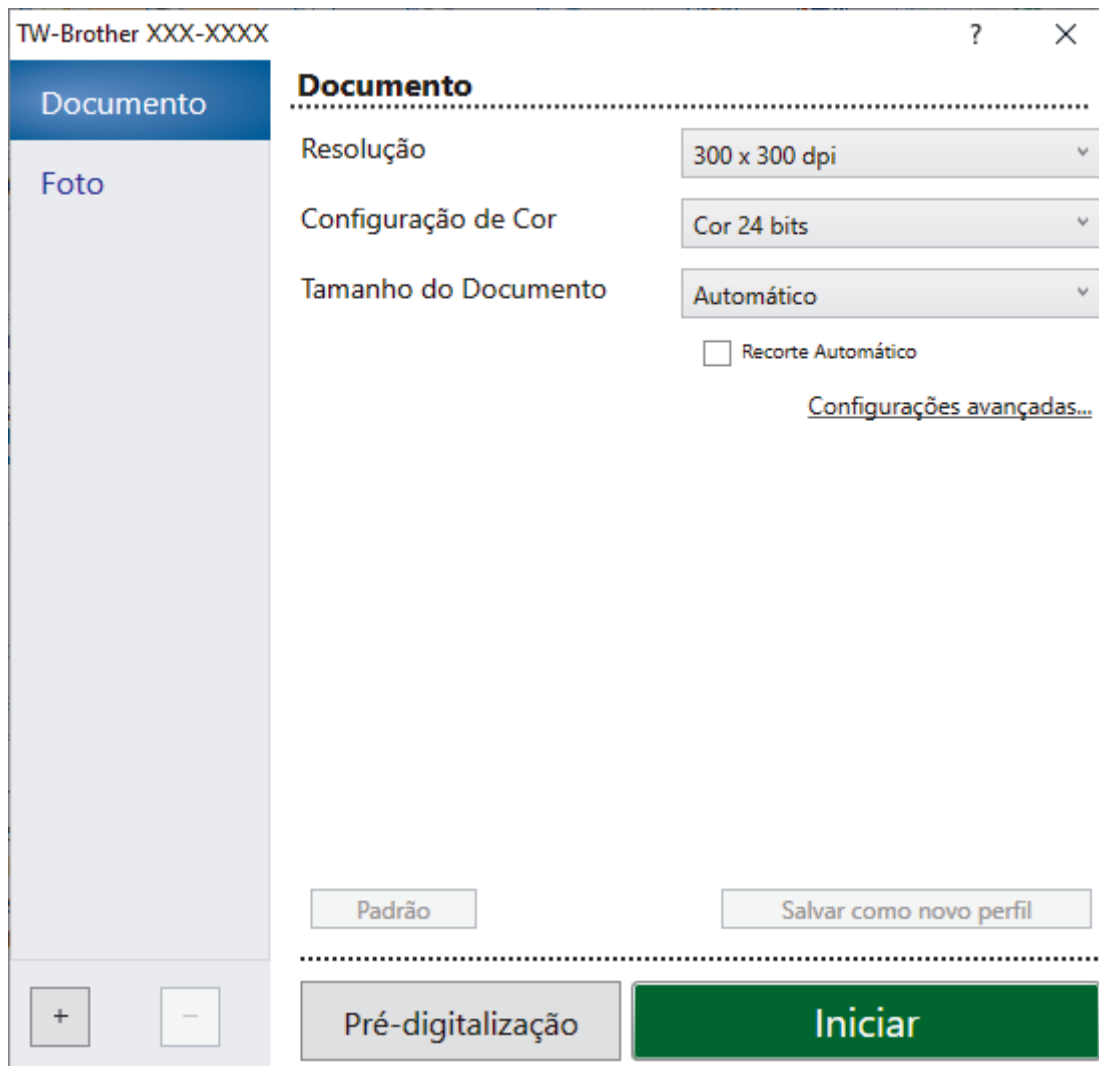 TW-Brother XXX-XXXX ?
Documento
Foto
Documento
Resolução 300 x 300 dpi
Configuração de Cor Cor 24 bits
Tamanho do Documento Automático
Recorte Automático
Configurações avançadas...
Padrão Salvar como novo perfil
+ −
Pré-digitalização Iniciar